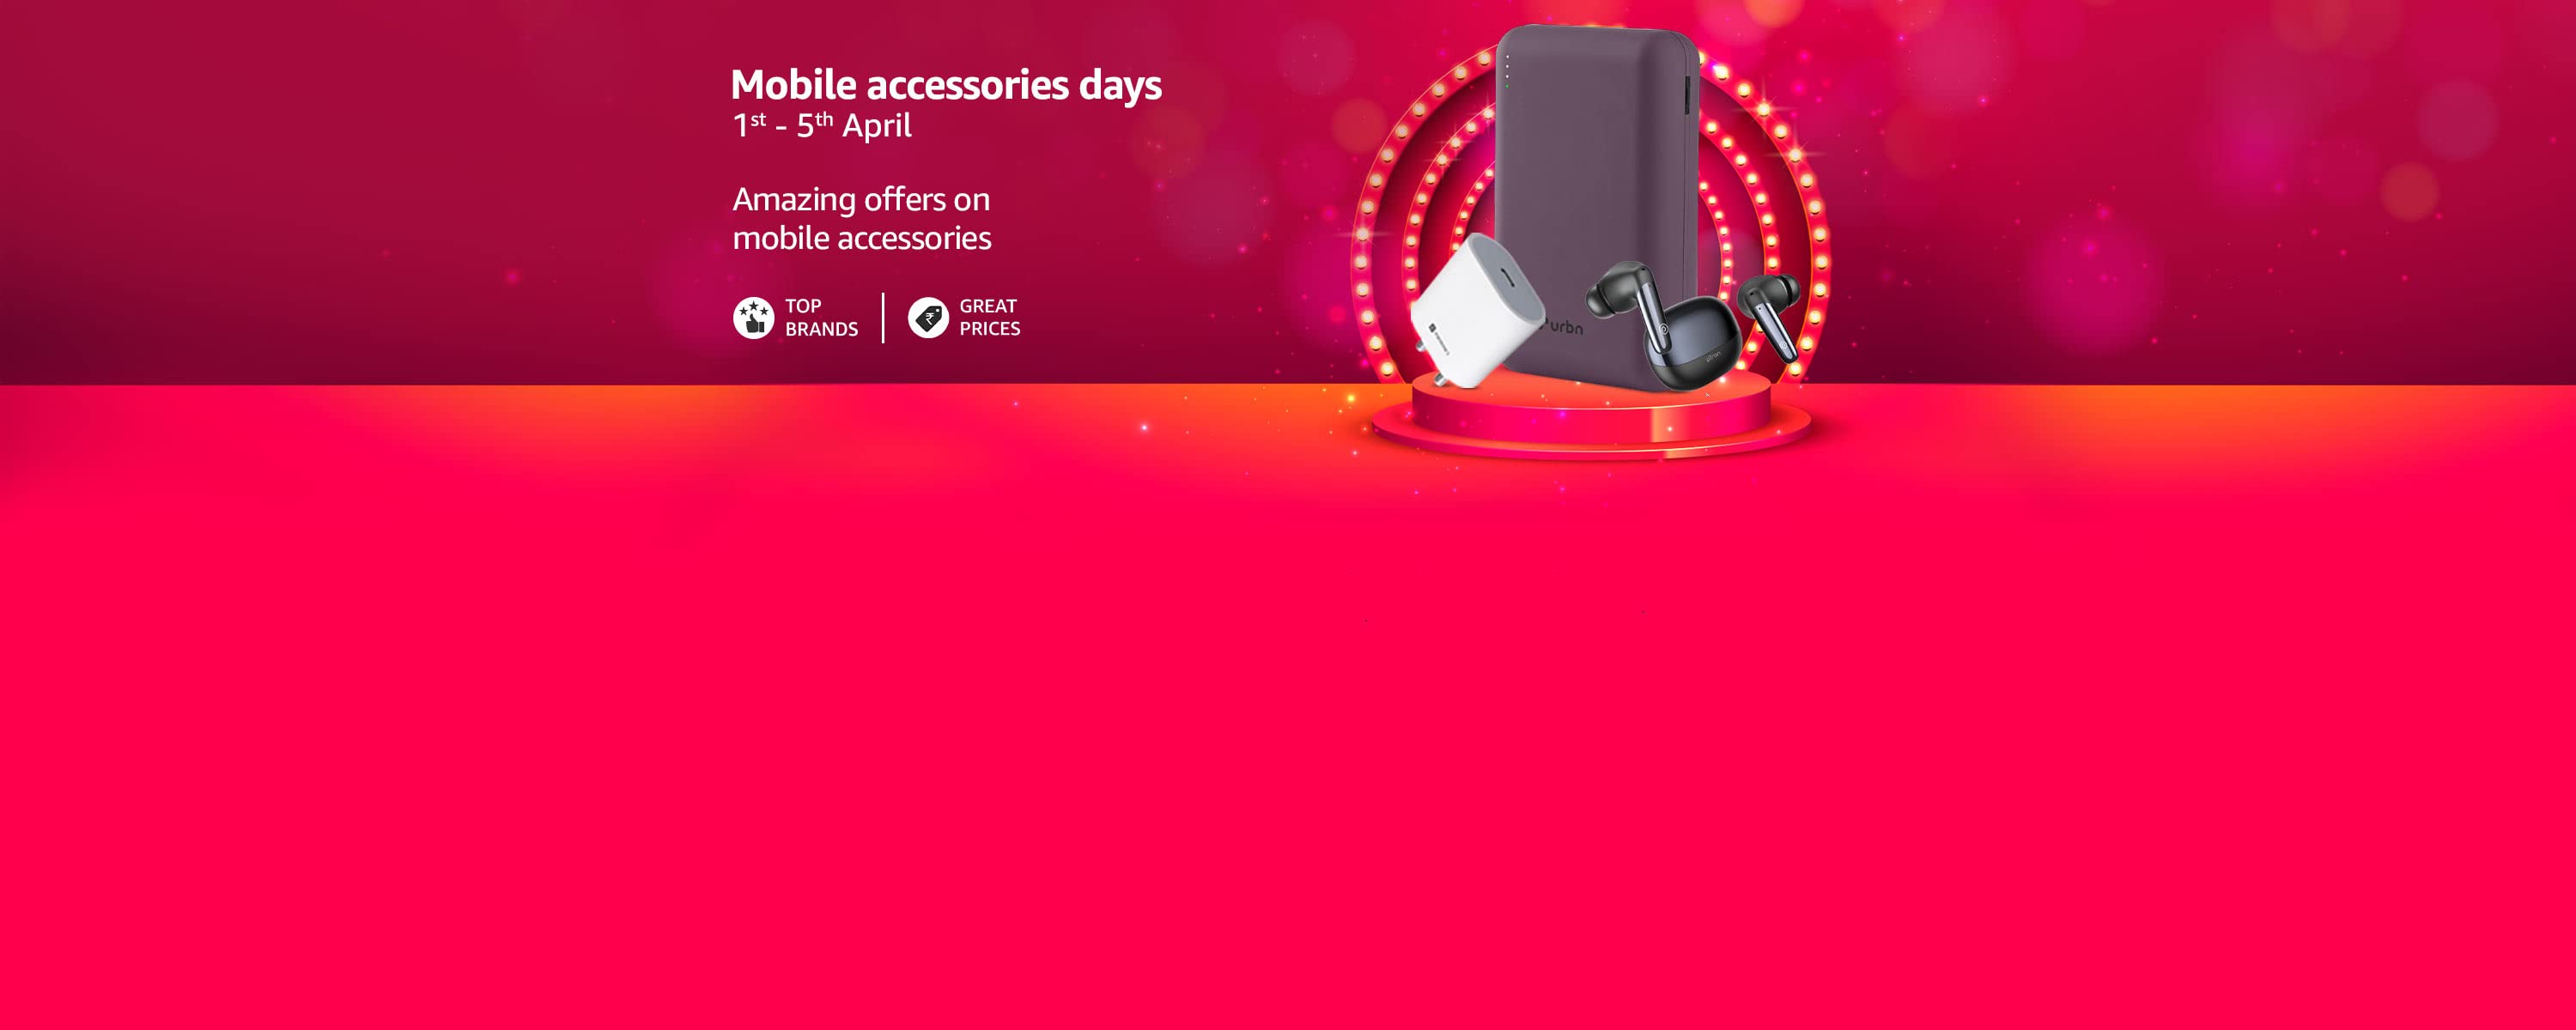 Mobile accessories days
1st - 5th April
Amazing offers on
mobile accessories
TOP
BRANDS
GREAT
PRICES
urbn